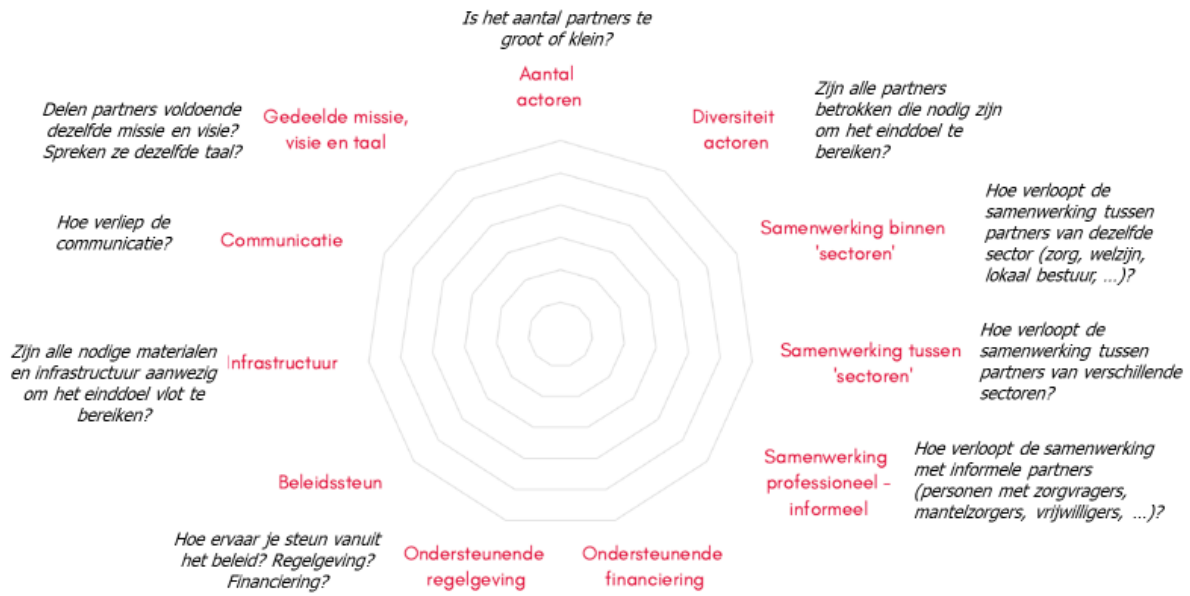 Is het aantal partners te
groot of klein?
Aantal
actoren
Zijn alle partners
betrokken die nodig zijn
om het einddoel te
bereiken?
Diversiteit
actoren
Hoe verloopt de
samenwerking tussen
partners van dezelfde
sector (zorg, welzijn,
lokaal bestuur, ...)?
Samenwerking binnen
'sectoren'
Hoe verloopt de
samenwerking tussen
partners van verschillende
sectoren?
Samenwerking tussen
'sectoren'
Hoe verloopt de samenwerking
met informele partners
(personen met zorgvragers,
mantelzorgers, vrijwilligers, ...)?
Samenwerking
professioneel -
informeel
Ondersteunende
financiering
Ondersteunende
regelgeving
Hoe ervaar je steun vanuit
het beleid? Regelgeving?
Financiering?
Beleidssteun
Zijn alle nodige materialen
en infrastructuur aanwezig
om het einddoel vlot te
bereiken?
Infrastructuur
Hoe verliep de
communicatie?
Communicatie
Delen partners voldoende
dezelfde missie en visie?
Spreken ze dezelfde taal?
Gedeelde missie,
visie en taal